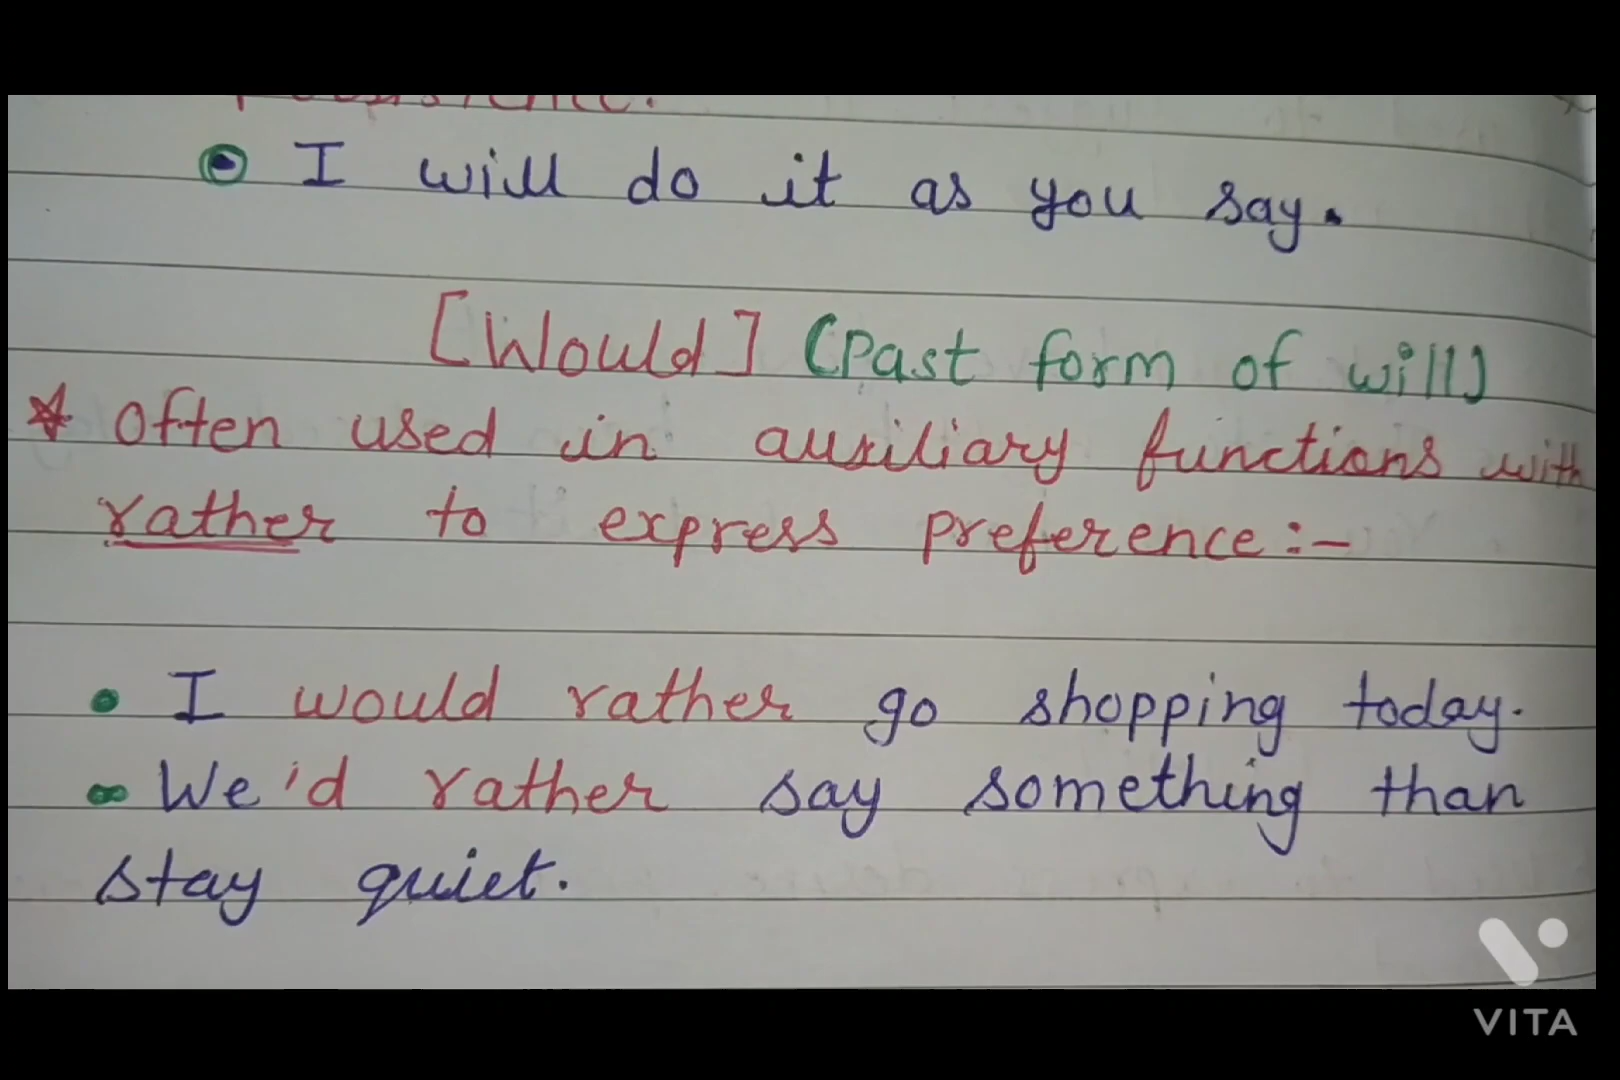 I will do it as you say.
[Would] (Past form of will)
* often used in auxiliary functions with
rather to express preference:-
• I would rather go shopping today.
• We'd rather say something than
stay quiet.
VITA